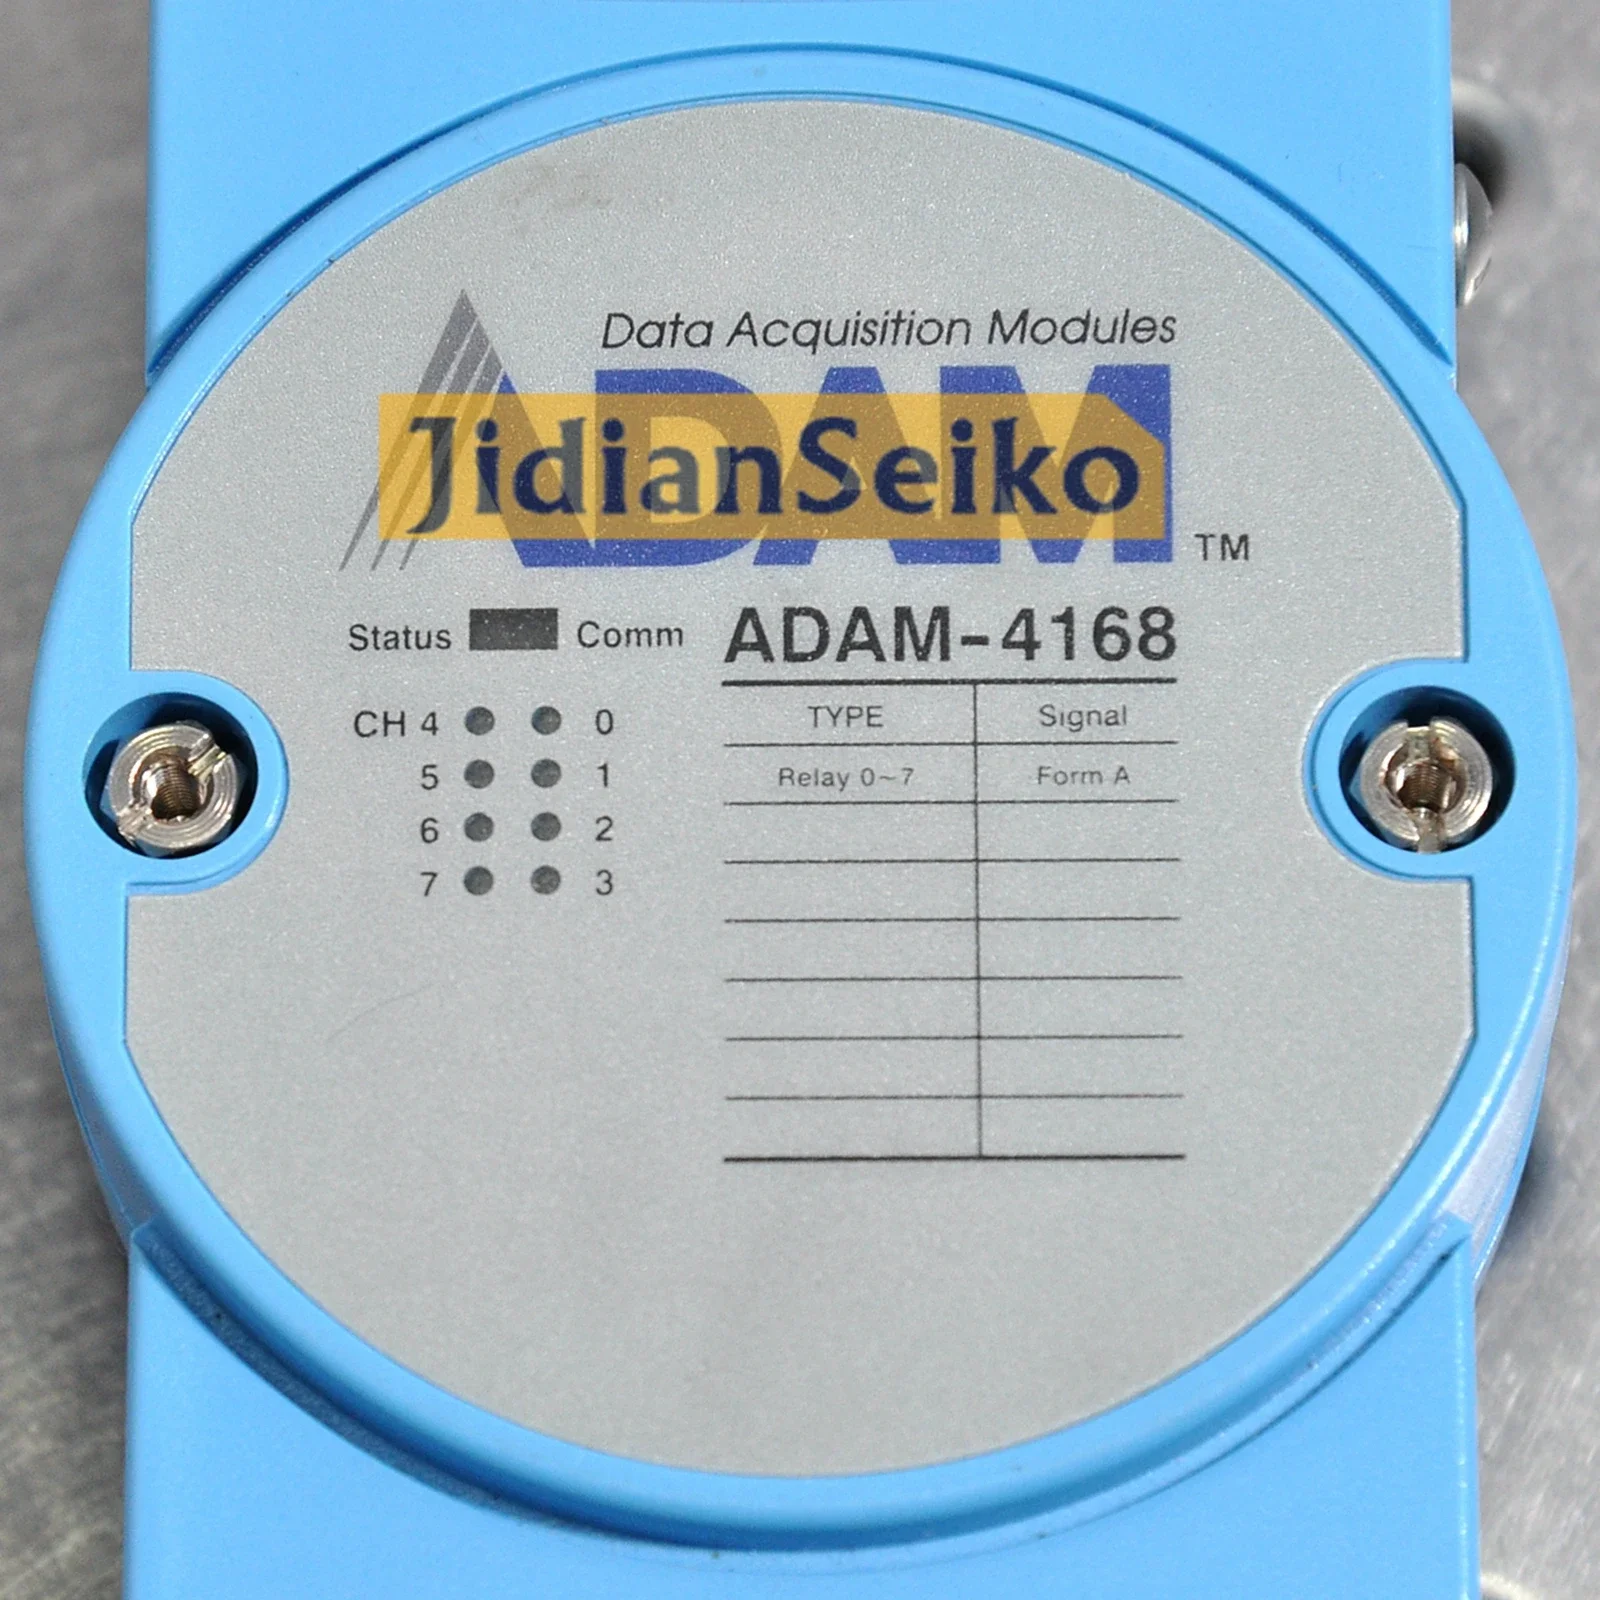 Data Acquisition Modules
ADAM
JidianSeiko
TM
Status Comm
ADAM-4168
CH 4 0
5 1
6 2
7 3
TYPE Signal
Relay 0~7 Form A